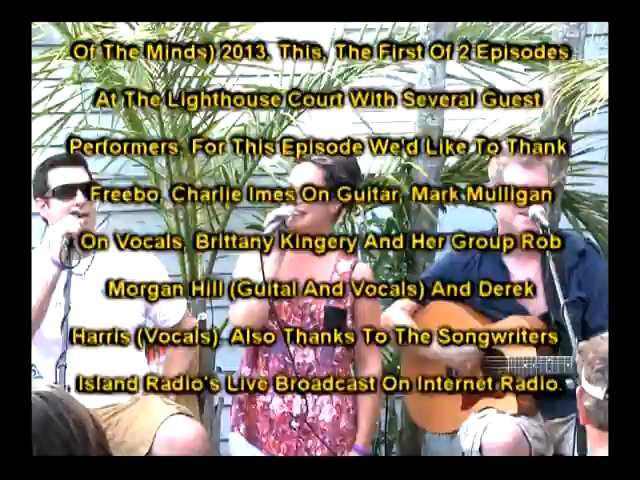 Of The Minds) 2013. This, The First Of 2 Episodes
At The Lighthouse Court With Several Guest
Performers. For This Episode We'd Like To Thank
Freebo, Charlie Imes On Guitar, Mark Mulligan
On Vocals, Brittany Kingery And Her Group Rob
Morgan Hill (Guital And Vocals) And Derek
Harris (Vocals). Also Thanks To The Songwriters
Island Radio's Live Broadcast On Internet Radio.